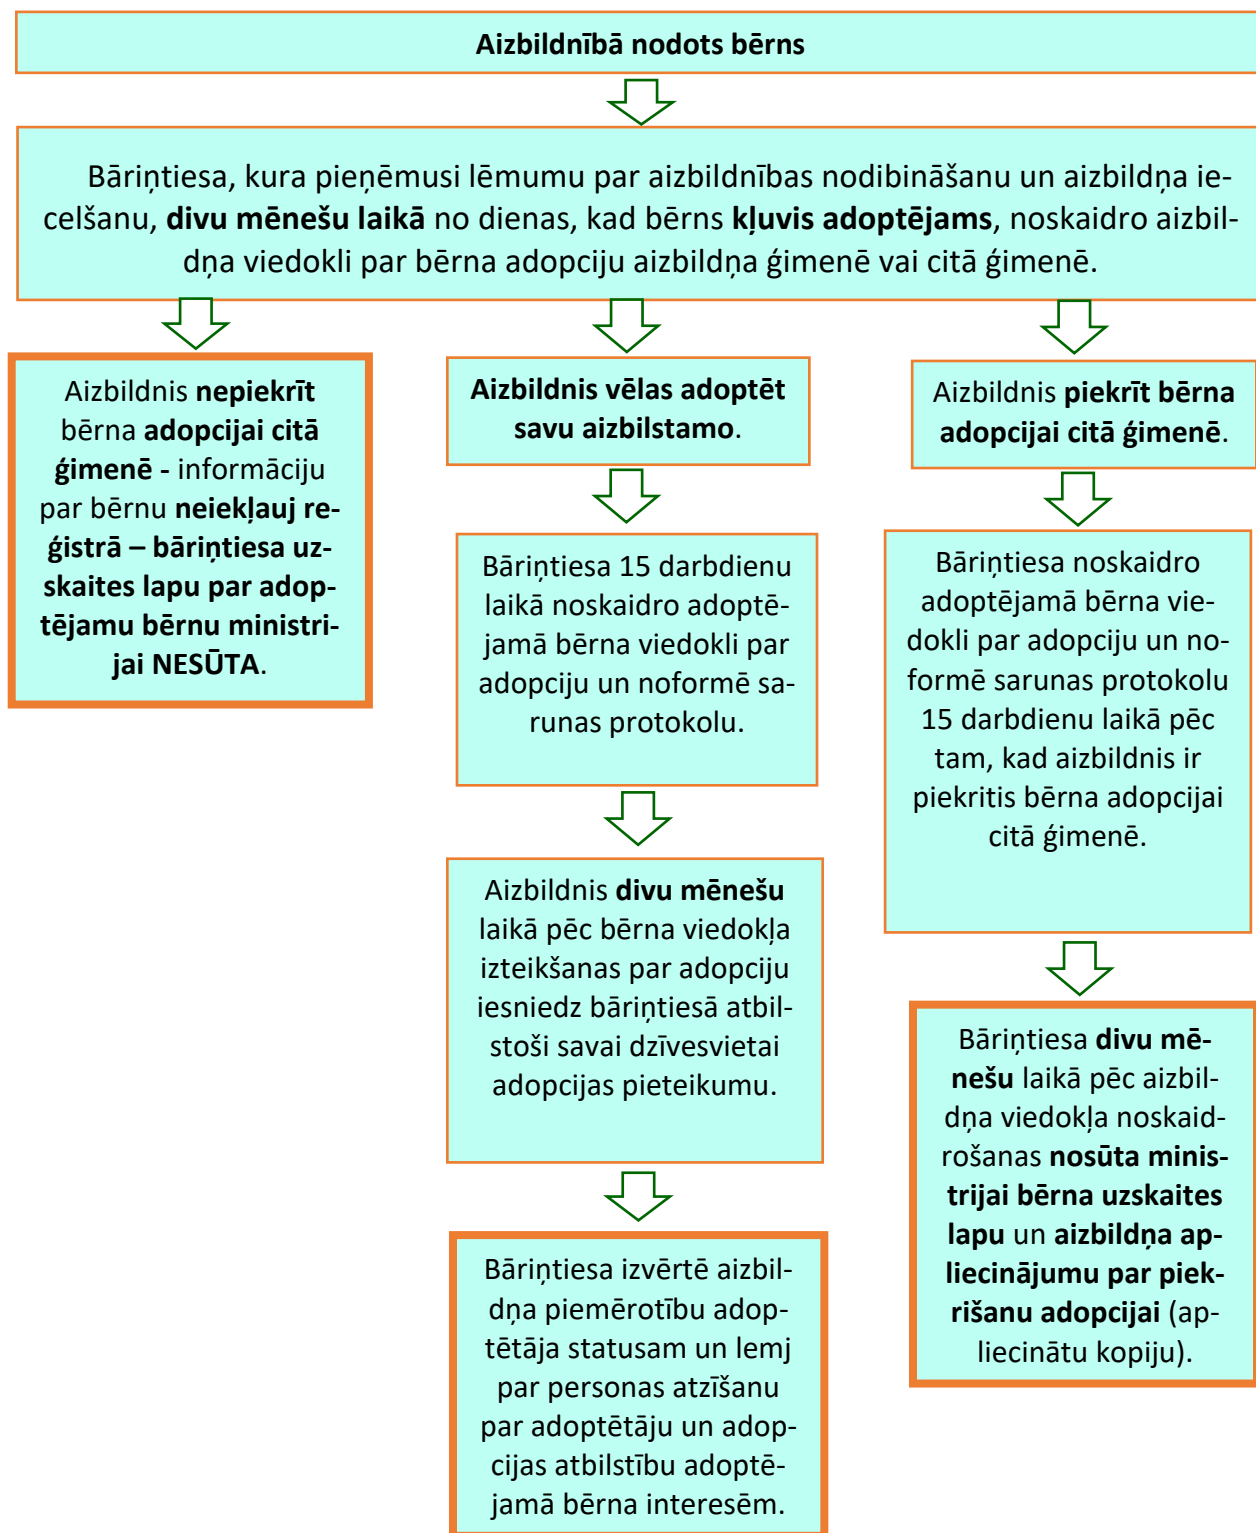 Aizbildnībā nodots bērns
Bāriņtiesa, kura pieņēmusi lēmumu par aizbildnības nodibināšanu un aizbildņa ie-
celšanu, divu mēnešu laikā no dienas, kad bērns kļuvis adoptējams, noskaidro aizbil-
dņa viedokli par bērna adopciju aizbildņa ģimenē vai citā ģimenē.
Aizbildnis nepiekrīt
bērna adopcijai citā
ģimenē - informāciju
par bērnu neiekļauj re-
ģistrā – bāriņtiesa uz-
skaites lapu par adop-
tējamu bērnu ministri-
jai NESŪTA.
Aizbildnis vēlas adoptēt
savu aizbilstamo.
Bāriņtiesa 15 darbdienu
laikā noskaidro adoptē-
jamā bērna viedokli par
adopciju un noformē sa-
runas protokolu.
Aizbildnis divu mēnešu
laikā pēc bērna viedokļa
izteikšanas par adopciju
iesniedz bāriņtiesā atbil-
stoši savai dzīvesvietai
adopcijas pieteikumu.
Bāriņtiesa izvērtē aizbil-
dņa piemērotību adop-
tētāja statusam un lemj
par personas atzīšanu
par adoptētāju un adop-
cijas atbilstību adoptē-
jamā bērna interesēm.
Aizbildnis piekrīt bērna
adopcijai citā ģimenē.
Bāriņtiesa noskaidro
adoptējamā bērna vie-
dokli par adopciju un no-
formē sarunas protokolu
15 darbdienu laikā pēc
tam, kad aizbildnis ir
piekritis bērna adopcijai
citā ģimenē.
Bāriņtiesa divu mē-
nešu laikā pēc aizbil-
dņa viedokļa noskaid-
rošanas nosūta minis-
trijai bērna uzskaites
lapu un aizbildņa ap-
liecinājumu par piek-
rišanu adopcijai (ap-
liecinātu kopiju).